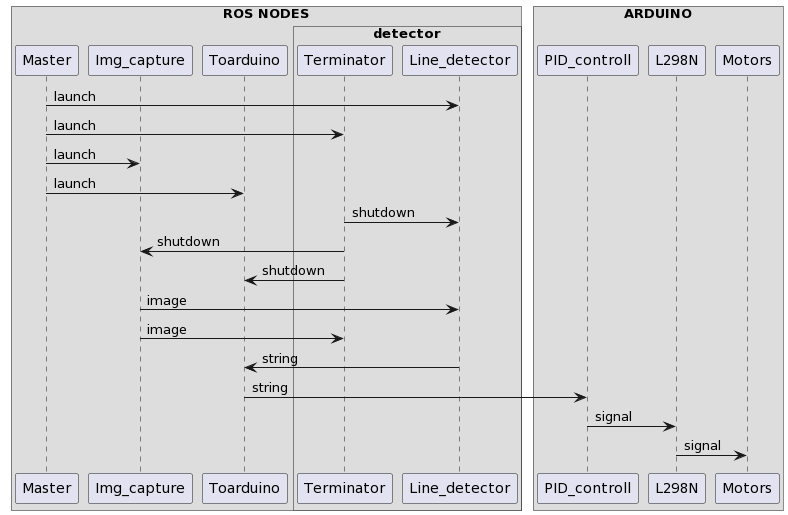 ROS NODES
ARDUINO
detector
Master
Img_capture
Toarduino
Terminator
Line_detector
PID_controll
L298N
Motors
launch
launch
launch
launch
shutdown
shutdown
shutdown
image
image
string
string
signal
signal
Master
Img_capture
Toarduino
Terminator
Line_detector
PID_controll
L298N
Motors